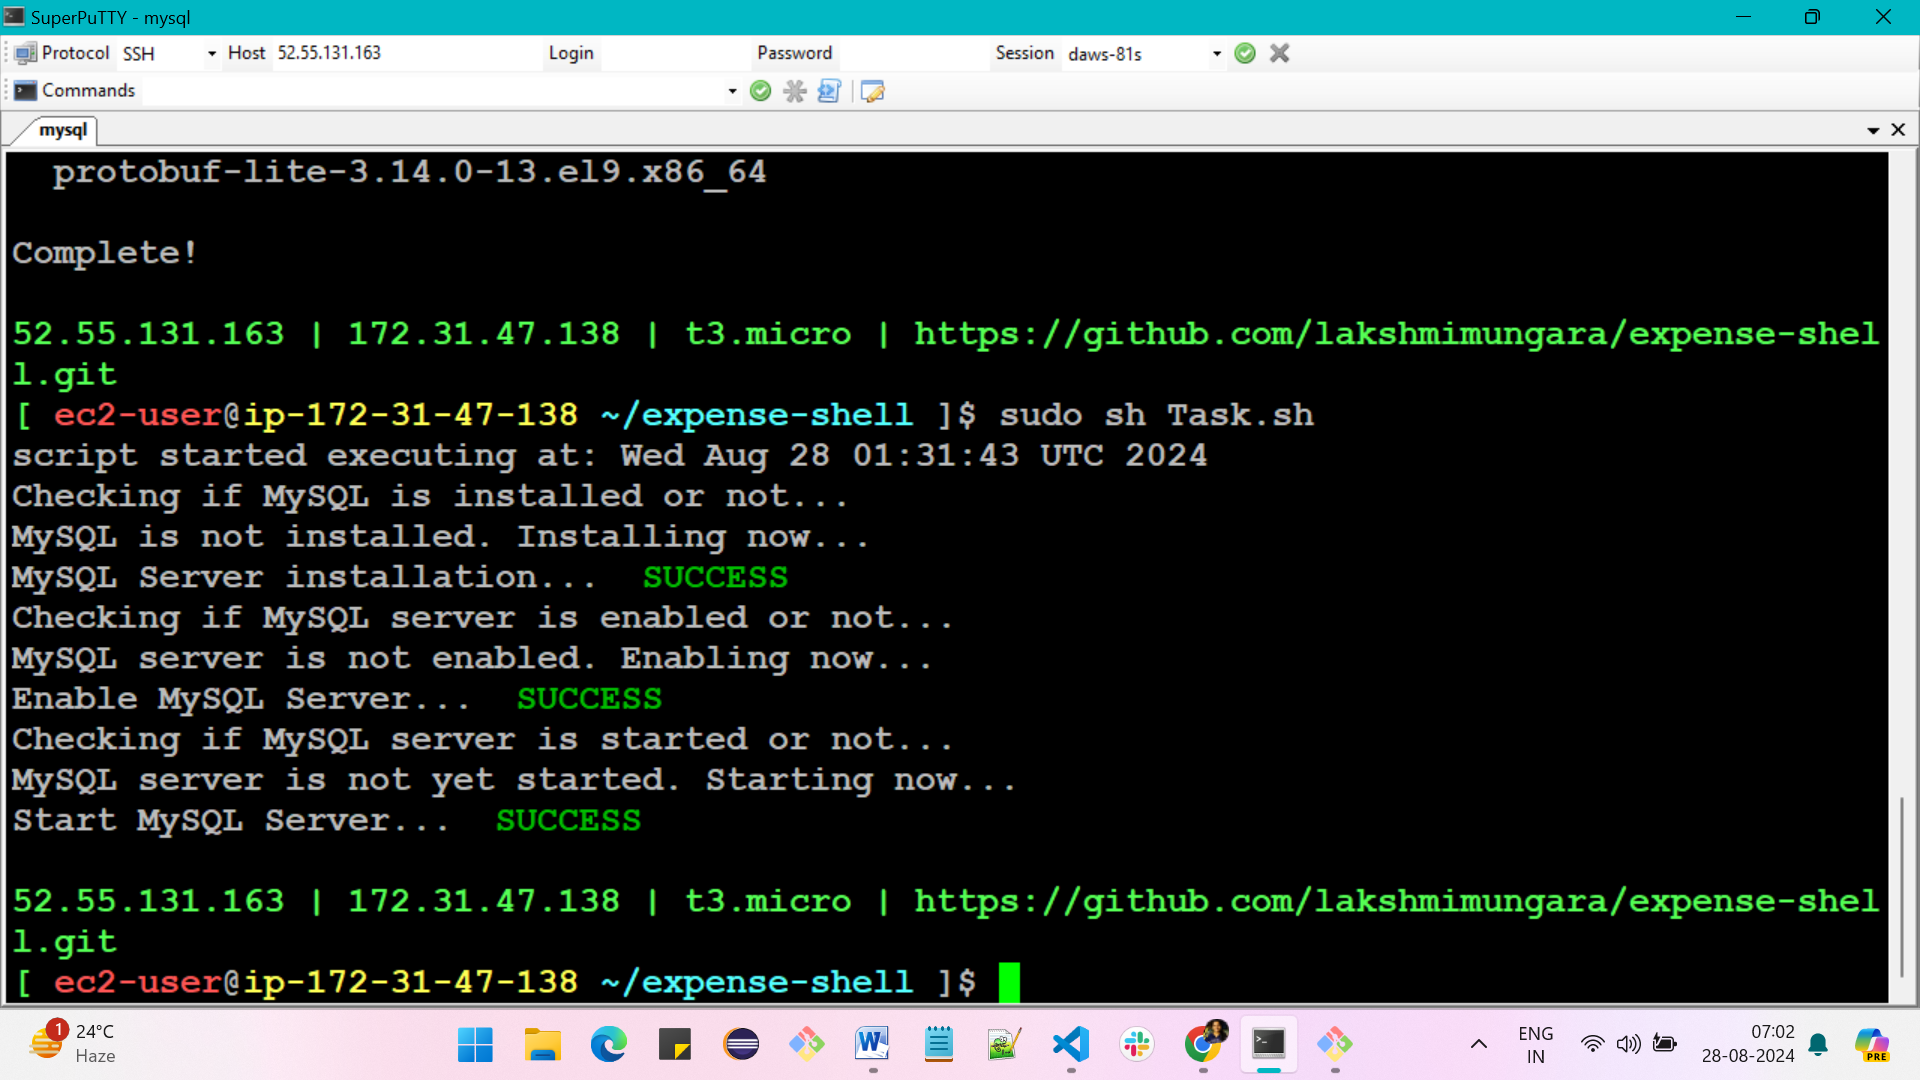 SuperPuTTY - mysql
Protocol SSH Host 52.55.131.163 Login Password Session daws-81s
Commands
mysql
protobuf-lite-3.14.0-13.el9.x86_64
Complete!
52.55.131.163 | 172.31.47.138 | t3.micro | https://github.com/lakshmimungara/expense-shel
l.git
[ ec2-user@ip-172-31-47-138 ~/expense-shell ]$ sudo sh Task.sh
script started executing at: Wed Aug 28 01:31:43 UTC 2024
Checking if MySQL is installed or not...
MySQL is not installed. Installing now...
MySQL Server installation... SUCCESS
Checking if MySQL server is enabled or not...
MySQL server is not enabled. Enabling now...
Enable MySQL Server... SUCCESS
Checking if MySQL server is started or not...
MySQL server is not yet started. Starting now...
Start MySQL Server... SUCCESS
52.55.131.163 | 172.31.47.138 | t3.micro | https://github.com/lakshmimungara/expense-shel
l.git
[ ec2-user@ip-172-31-47-138 ~/expense-shell ]$
1 24°C
Haze
ENG
IN
07:02
28-08-2024
PRE